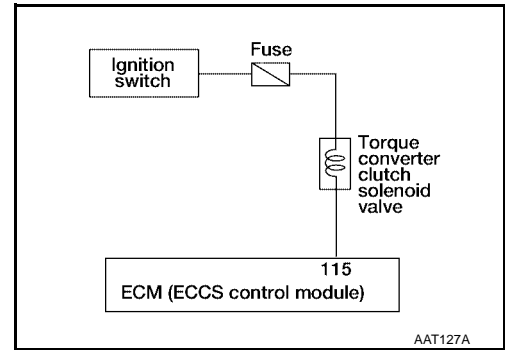 Ignition
switch
Fuse
Torque
converter
clutch
solenoid
valve
115
ECM (ECCS control module)
AAT127A